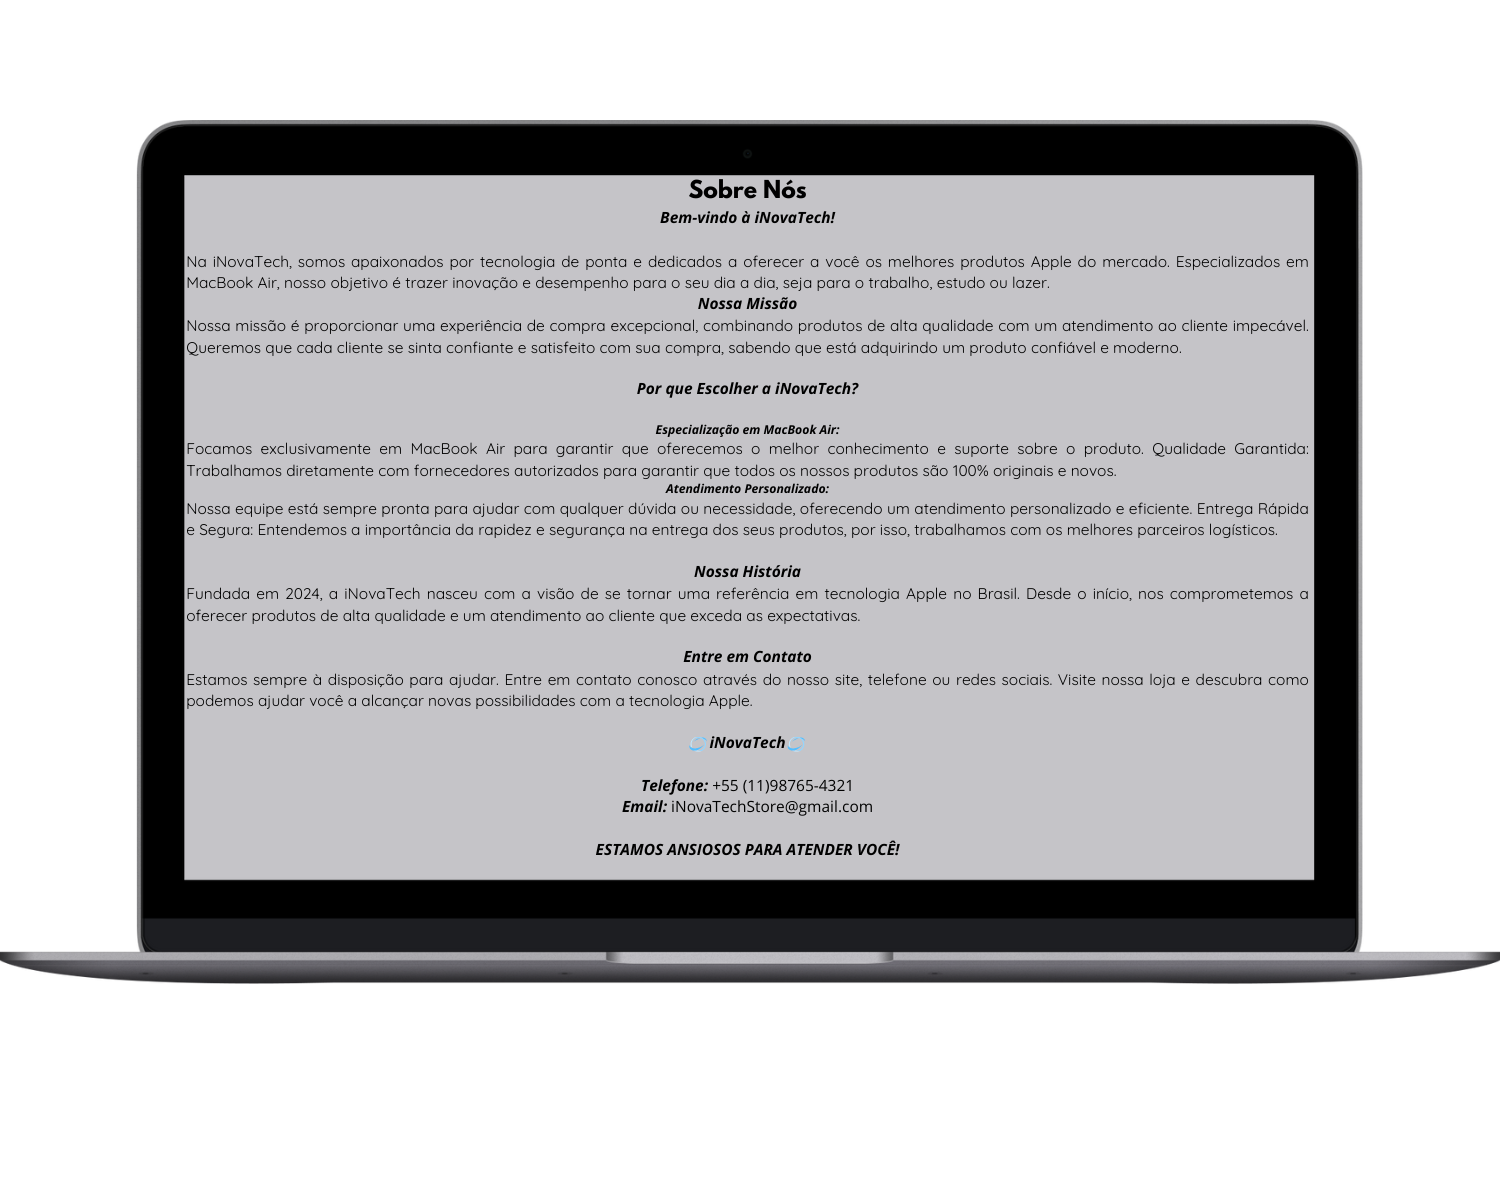 Sobre Nós
Bem-vindo à iNovaTech!
Na iNovaTech, somos apaixonados por tecnologia de ponta e dedicados a oferecer a você os melhores produtos Apple do mercado. Especializados em
MacBook Air, nosso objetivo é trazer inovação e desempenho para o seu dia a dia, seja para o trabalho, estudo ou lazer.
Nossa Missão
Nossa missão é proporcionar uma experiência de compra excepcional, combinando produtos de alta qualidade com um atendimento ao cliente impecável.
Queremos que cada cliente se sinta confiante e satisfeito com sua compra, sabendo que está adquirindo um produto confiável e moderno.
Por que Escolher a iNovaTech?
Especialização em MacBook Air:
Focamos exclusivamente em MacBook Air para garantir que oferecemos o melhor conhecimento e suporte sobre o produto. Qualidade Garantida:
Trabalhamos diretamente com fornecedores autorizados para garantir que todos os nossos produtos são 100% originais e novos.
Atendimento Personalizado:
Nossa equipe está sempre pronta para ajudar com qualquer dúvida ou necessidade, oferecendo um atendimento personalizado e eficiente. Entrega Rápida
e Segura: Entendemos a importância da rapidez e segurança na entrega dos seus produtos, por isso, trabalhamos com os melhores parceiros logísticos.
Nossa História
Fundada em 2024, a iNovaTech nasceu com a visão de se tornar uma referência em tecnologia Apple no Brasil. Desde o início, nos comprometemos a
oferecer produtos de alta qualidade e um atendimento ao cliente que exceda as expectativas.
Entre em Contato
Estamos sempre à disposição para ajudar. Entre em contato conosco através do nosso site, telefone ou redes sociais. Visite nossa loja e descubra como
podemos ajudar você a alcançar novas possibilidades com a tecnologia Apple.
iNovaTech
Telefone: +55 (11)98765-4321
Email: iNovaTechStore@gmail.com
ESTAMOS ANSIOSOS PARA ATENDER VOCÊ!